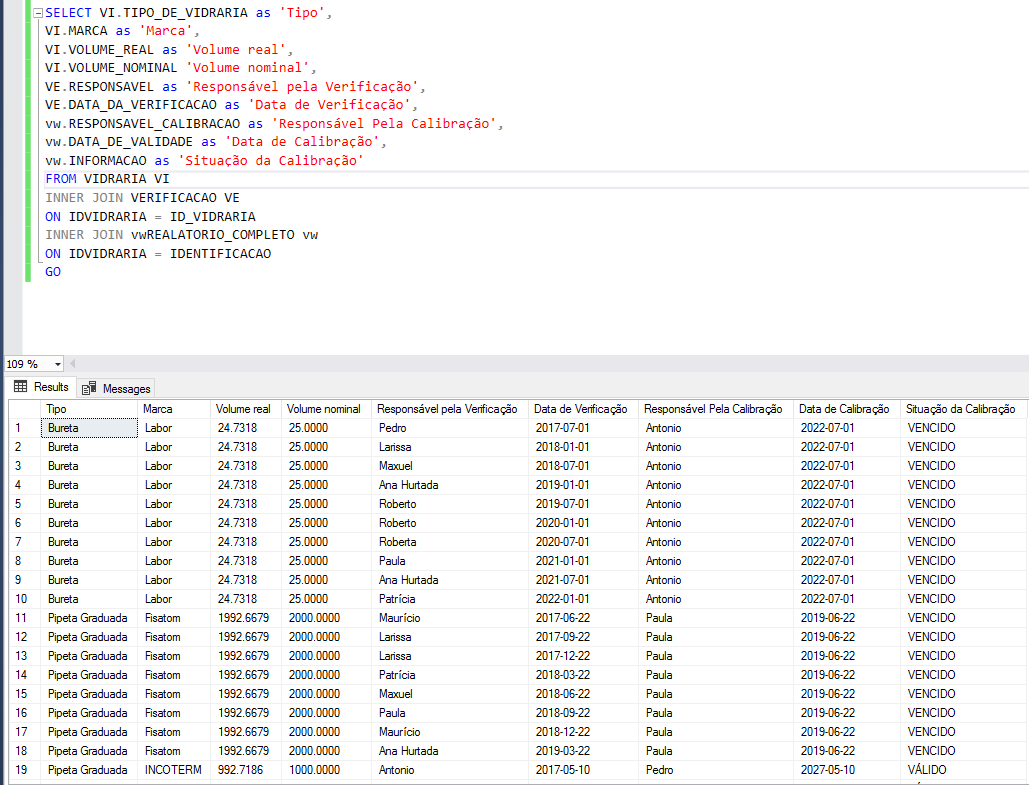 SELECT VI.TIPO_DE_VIDRARIA as 'Tipo',
VI.MARCA as 'Marca',
VI.VOLUME_REAL as 'Volume real',
VI.VOLUME_NOMINAL 'Volume nominal',
VE.RESPONSAVEL as 'Responsável pela Verificação',
VE.DATA_DA_VERIFICACAO as 'Data de Verificação',
vw.RESPONSAVEL_CALIBRACAO as 'Responsável Pela Calibração',
vw.DATA_DE_VALIDADE as 'Data de Calibração',
vw.INFORMACAO as 'Situação da Calibração'
FROM VIDRARIA VI
INNER JOIN VERIFICACAO VE
ON IDVIDRARIA = ID_VIDRARIA
INNER JOIN vwREALATORIO_COMPLETO vw
ON IDVIDRARIA = IDENTIFICACAO
GO
109 %
Results Messages
Tipo Marca Volume real Volume nominal Responsável pela Verificação Data de Verificação Responsável Pela Calibração Data de Calibração Situação da Calibração
1 Bureta Labor 24.7318 25.0000 Pedro 2017-07-01 Antonio 2022-07-01 VENCIDO
2 Bureta Labor 24.7318 25.0000 Larissa 2018-01-01 Antonio 2022-07-01 VENCIDO
3 Bureta Labor 24.7318 25.0000 Maxuel 2018-07-01 Antonio 2022-07-01 VENCIDO
4 Bureta Labor 24.7318 25.0000 Ana Hurtada 2019-01-01 Antonio 2022-07-01 VENCIDO
5 Bureta Labor 24.7318 25.0000 Roberto 2019-07-01 Antonio 2022-07-01 VENCIDO
6 Bureta Labor 24.7318 25.0000 Roberto 2020-01-01 Antonio 2022-07-01 VENCIDO
7 Bureta Labor 24.7318 25.0000 Roberta 2020-07-01 Antonio 2022-07-01 VENCIDO
8 Bureta Labor 24.7318 25.0000 Paula 2021-01-01 Antonio 2022-07-01 VENCIDO
9 Bureta Labor 24.7318 25.0000 Ana Hurtada 2021-07-01 Antonio 2022-07-01 VENCIDO
10 Bureta Labor 24.7318 25.0000 Patrícia 2022-01-01 Antonio 2022-07-01 VENCIDO
11 Pipeta Graduada Fisatom 1992.6679 2000.0000 Maurício 2017-06-22 Paula 2019-06-22 VENCIDO
12 Pipeta Graduada Fisatom 1992.6679 2000.0000 Larissa 2017-09-22 Paula 2019-06-22 VENCIDO
13 Pipeta Graduada Fisatom 1992.6679 2000.0000 Larissa 2017-12-22 Paula 2019-06-22 VENCIDO
14 Pipeta Graduada Fisatom 1992.6679 2000.0000 Patrícia 2018-03-22 Paula 2019-06-22 VENCIDO
15 Pipeta Graduada Fisatom 1992.6679 2000.0000 Maxuel 2018-06-22 Paula 2019-06-22 VENCIDO
16 Pipeta Graduada Fisatom 1992.6679 2000.0000 Paula 2018-09-22 Paula 2019-06-22 VENCIDO
17 Pipeta Graduada Fisatom 1992.6679 2000.0000 Maurício 2018-12-22 Paula 2019-06-22 VENCIDO
18 Pipeta Graduada Fisatom 1992.6679 2000.0000 Ana Hurtada 2019-03-22 Paula 2019-06-22 VENCIDO
19 Pipeta Graduada INCOTERM 992.7186 1000.0000 Antonio 2017-05-10 Pedro 2027-05-10 VÁLIDO